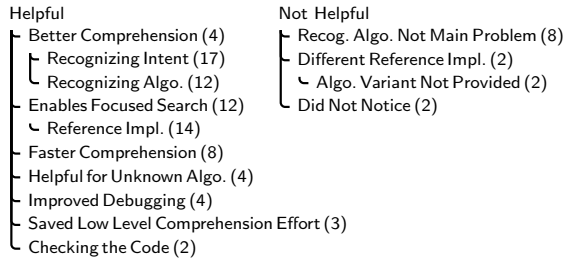 Helpful
Better Comprehension (4)
Recognizing Intent (17)
Recognizing Algo. (12)
Enables Focused Search (12)
Reference Impl. (14)
Faster Comprehension (8)
Helpful for Unknown Algo. (4)
Improved Debugging (4)
Saved Low Level Comprehension Effort (3)
Checking the Code (2)
Not Helpful
Recog. Algo. Not Main Problem (8)
Different Reference Impl. (2)
Algo. Variant Not Provided (2)
Did Not Notice (2)